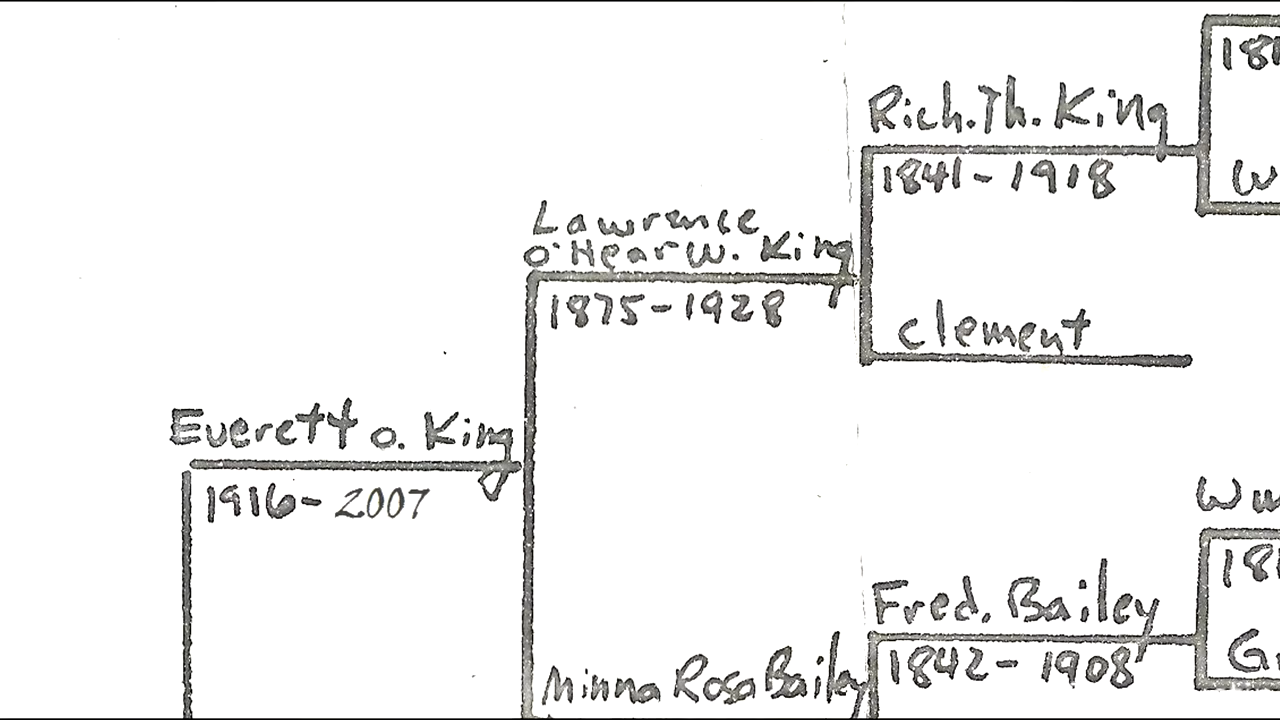 Rich. Th. King
1841 - 1918
Lawrence
O'Hear W. King
1875 - 1928
clement
Everett O. King
1916 - 2007
Fred. Bailey
1842 - 1908
Minna Rosa Bailey